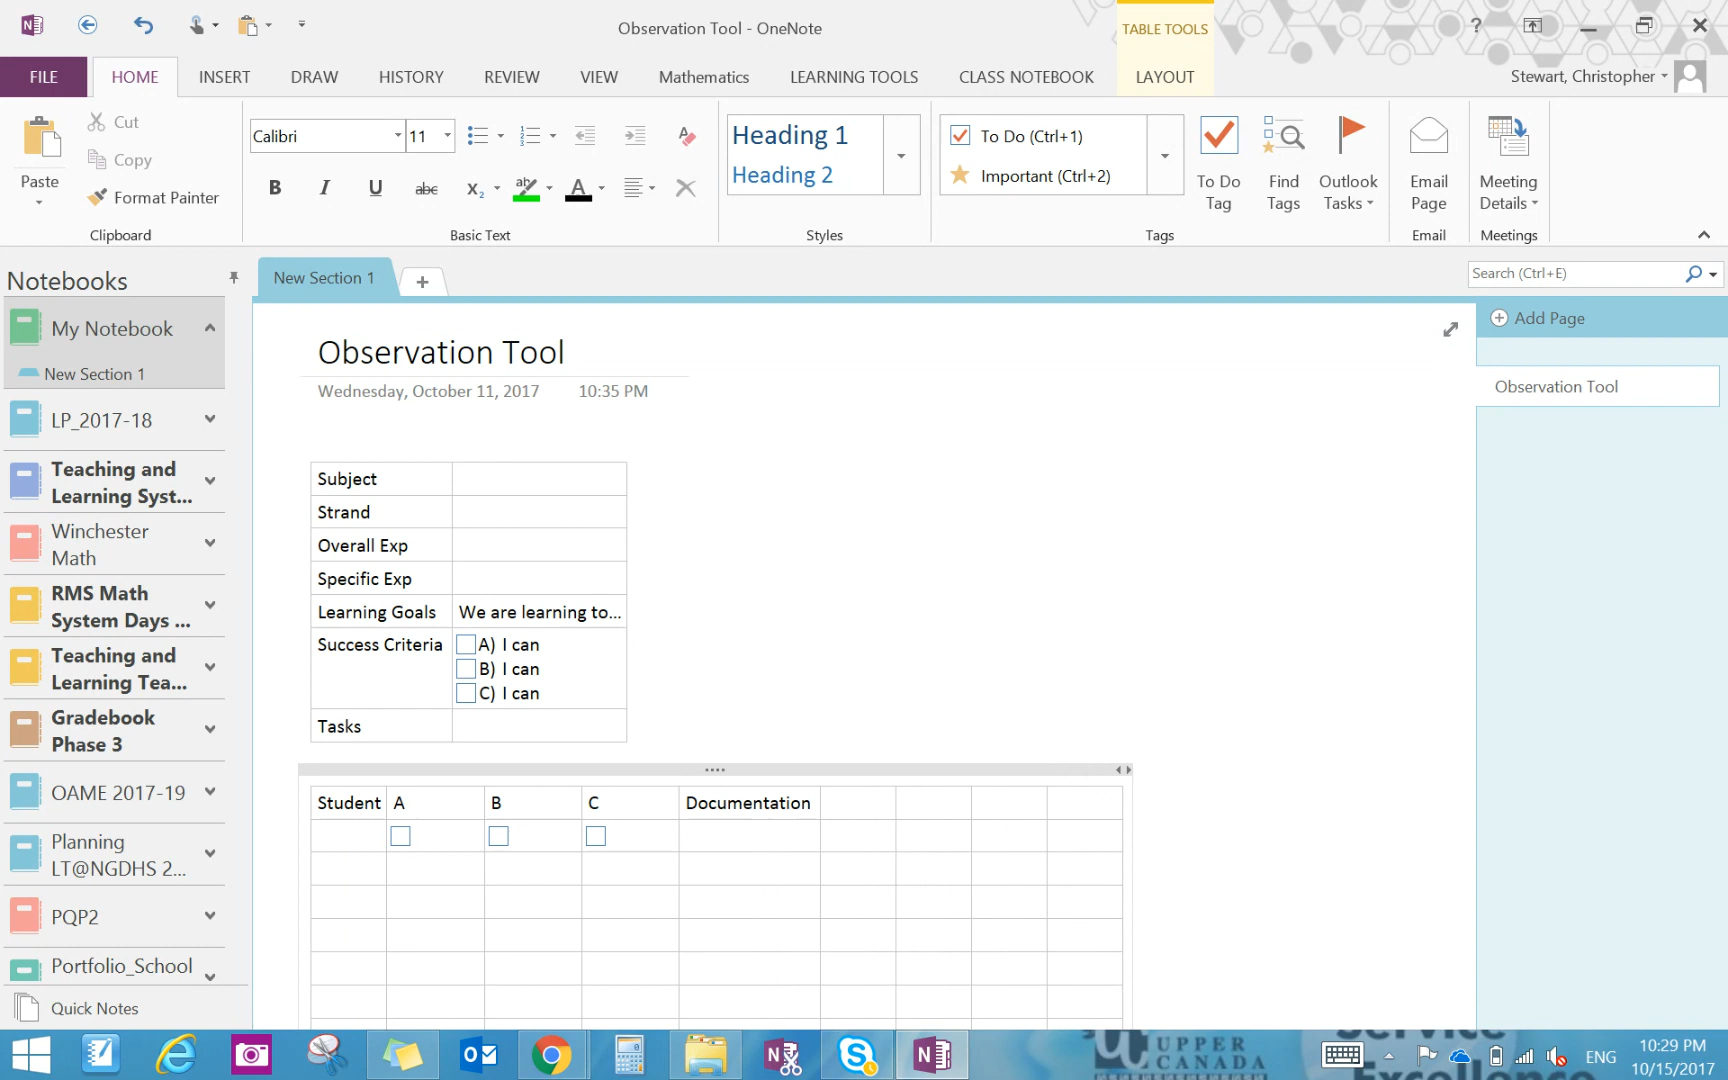 Observation Tool - OneNote
TABLE TOOLS
?
FILE
HOME
INSERT
DRAW
HISTORY
REVIEW
VIEW
Mathematics
LEARNING TOOLS
CLASS NOTEBOOK
LAYOUT
Stewart, Christopher
Paste
Cut
Copy
Format Painter
Clipboard
Calibri
11
B I U abc X₂ ab A
Basic Text
Heading 1
Heading 2
Styles
To Do (Ctrl+1)
Important (Ctrl+2)
To Do
Tag
Find
Tags
Outlook
Tasks
Tags
Email
Page
Email
Meeting
Details
Meetings
Notebooks
My Notebook
New Section 1
LP_2017-18
Teaching and
Learning Syst...
Winchester
Math
RMS Math
System Days ...
Teaching and
Learning Tea...
Gradebook
Phase 3
OAME 2017-19
Planning
LT@NGDHS 2...
PQP2
Portfolio_School
Quick Notes
New Section 1
Search (Ctrl+E)
Add Page
Observation Tool
Observation Tool
Wednesday, October 11, 2017 10:35 PM
Subject
Strand
Overall Exp
Specific Exp
Learning Goals We are learning to...
Success Criteria A) I can
B) I can
C) I can
Tasks
Student A B C Documentation
UPPER
CANADA
Service
Excellence
ENG
10:29 PM
10/15/2017